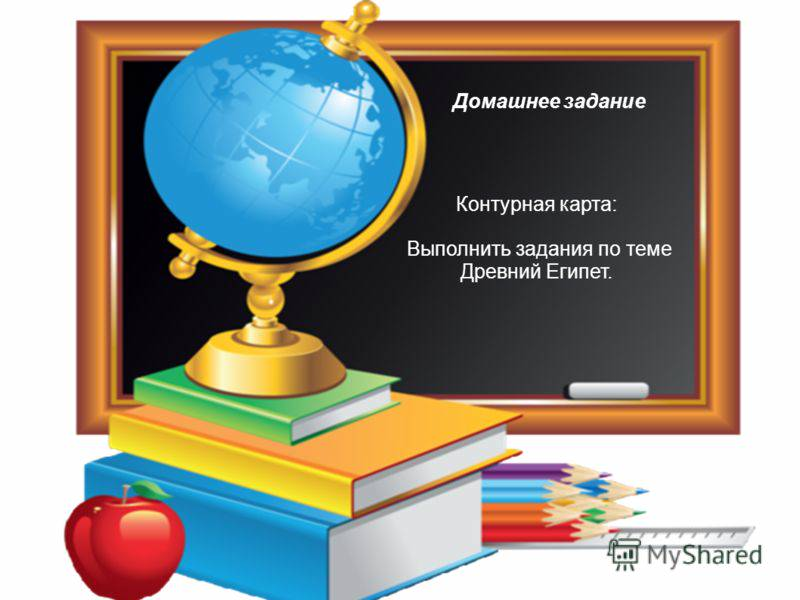 Домашнее задание
Контурная карта:
Выполнить задания по теме
Древний Египет.
MyShared